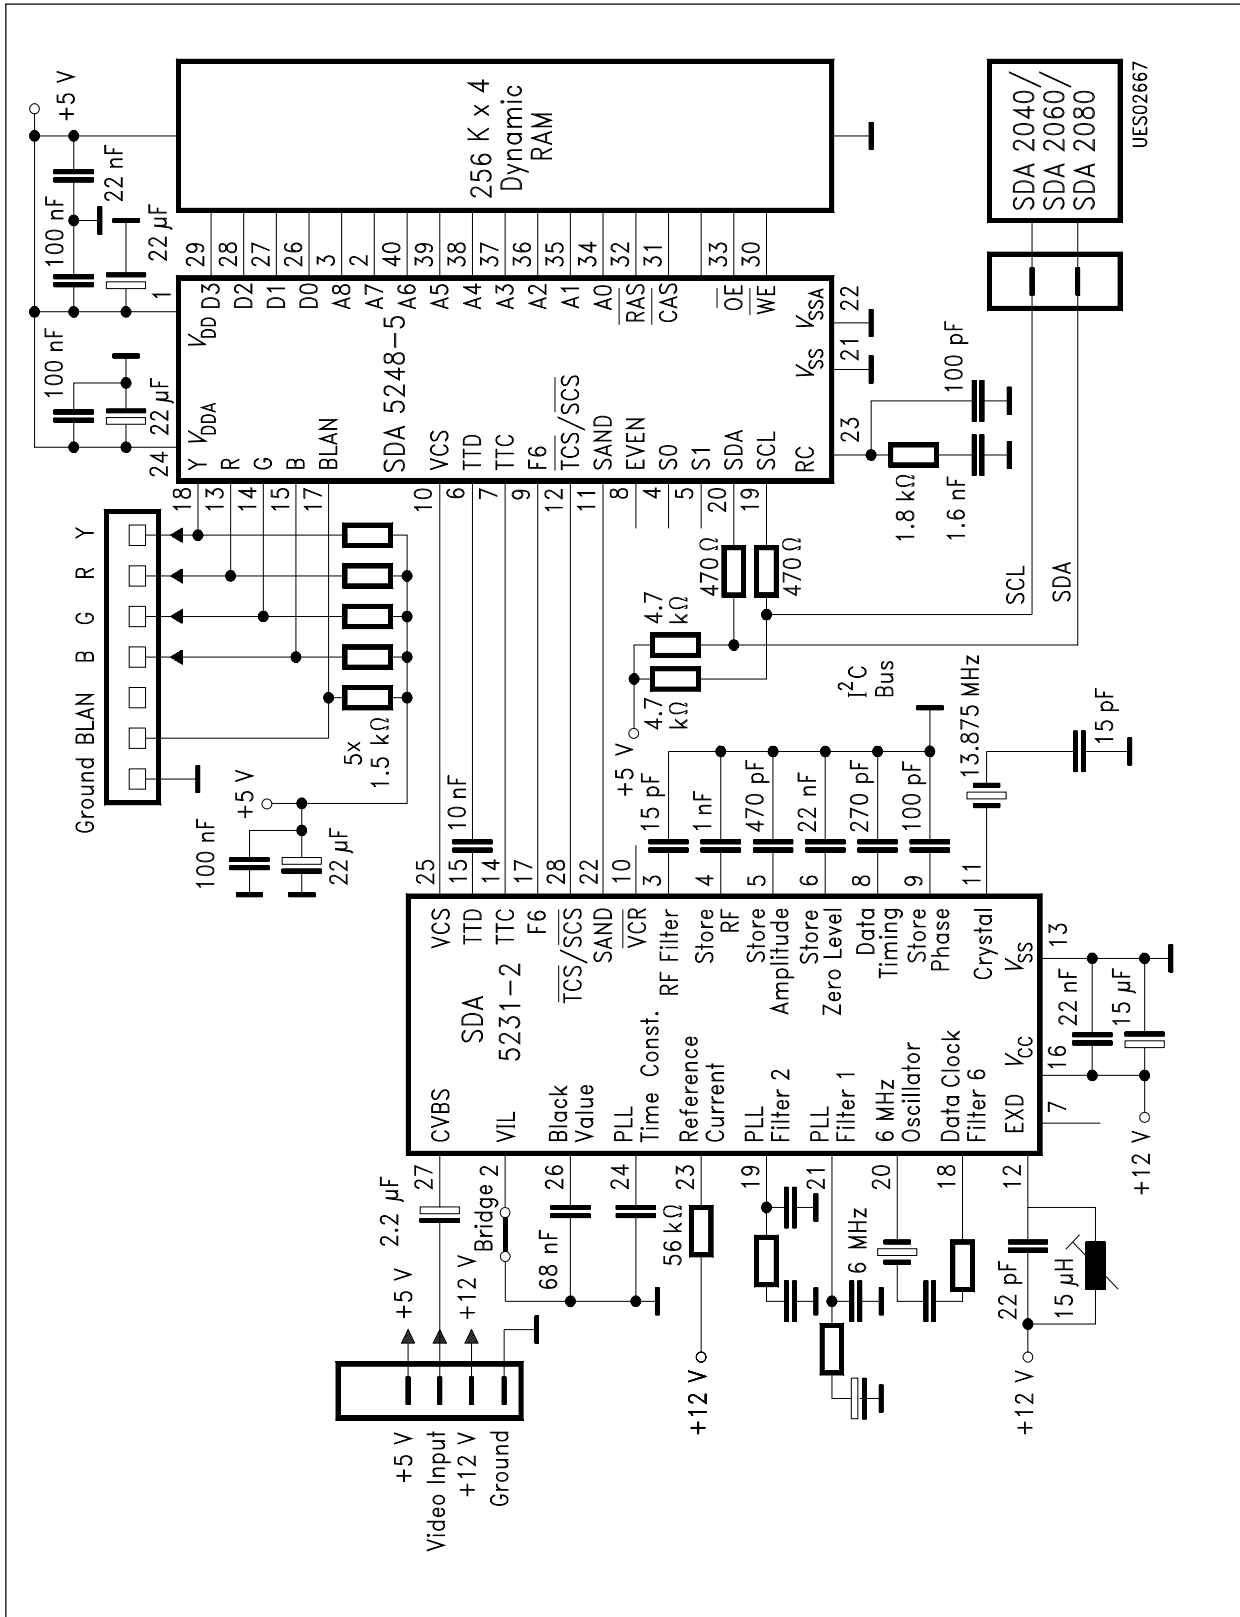 +5 V
Video Input
+12 V
Ground
+5 V
+12 V
2.2 µF
Bridge
68 nF
56 kΩ
+12 V
6 MHz
22 pF
15 µH
+12 V
27
2
26
24
23
19
21
20
18
12
CVBS
VIL
Black
Value
PLL
Time Const.
Reference
Current
PLL
Filter 2
PLL
Filter 1
6 MHz
Oscillator
Data Clock
Filter 6
EXD
7
VCC
16
+12 V
22 nF
15 µF
SDA
5231-2
VCS
TTD
TTC
F6
TCS/SCS
SAND
VCR
RF Filter
Store
RF
Store
Amplitude
Store
Zero Level
Data
Timing
Store
Phase
Crystal
VSS
13
25
15
14
17
28
22
10
3
4
5
6
8
9
11
10 nF
15 pF
1 nF
470 pF
22 nF
270 pF
100 pF
13.875 MHz
15 pF
100 nF
22 µF
+5 V
Ground
BLAN
B
G
R
Y
5x
1.5 kΩ
+5 V
4.7
kΩ
4.7
kΩ
470 Ω
470 Ω
I²C
Bus
SCL
SDA
18
13
14
15
17
10
6
7
9
12
11
8
4
5
20
19
24
Y
R
G
B
BLAN
VCS
TTD
TTC
F6
TCS/SCS
SAND
EVEN
S0
S1
SDA
SCL
RC
23
1.8 kΩ
1.6 nF
100 pF
VDDA
SDA 5248-5
VSS
21
VSSA
22
VDD
1
D3
D2
D1
D0
A8
A7
A6
A5
A4
A3
A2
A1
A0
RAS
CAS
OE
WE
29
28
27
26
3
2
40
39
38
37
36
35
34
32
31
33
30
100 nF
22 µF
100 nF
22 µF
22 nF
+5 V
256 K x 4
Dynamic
RAM
SDA 2040/
SDA 2060/
SDA 2080
UES02667